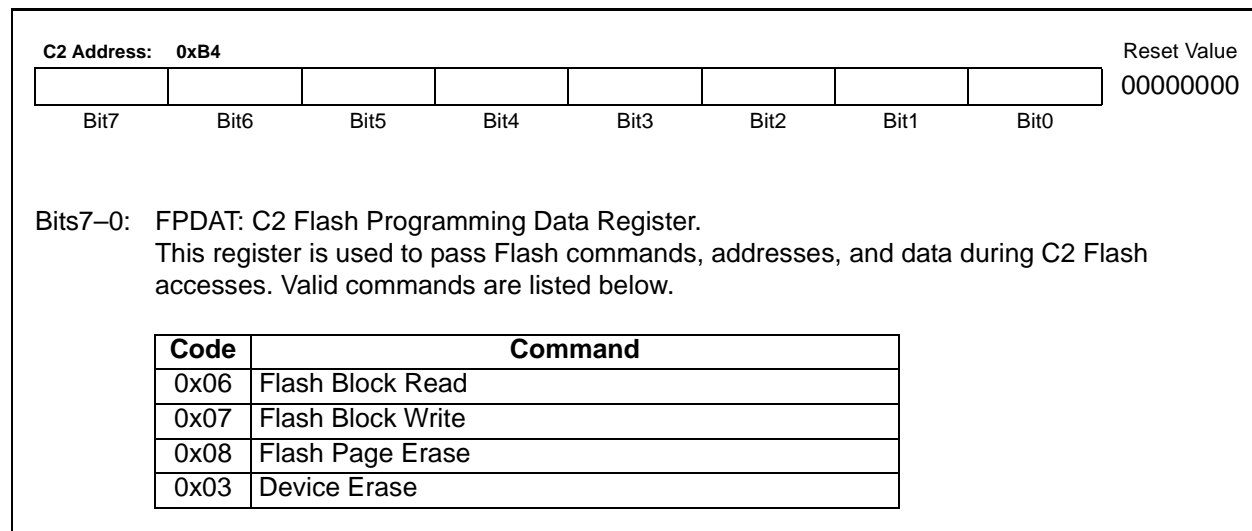 C2 Address: 0xB4 Reset Value
00000000
Bit7 Bit6 Bit5 Bit4 Bit3 Bit2 Bit1 Bit0
Bits7–0: FPDAT: C2 Flash Programming Data Register.
This register is used to pass Flash commands, addresses, and data during C2 Flash
accesses. Valid commands are listed below.
Code Command
0x06 Flash Block Read
0x07 Flash Block Write
0x08 Flash Page Erase
0x03 Device Erase